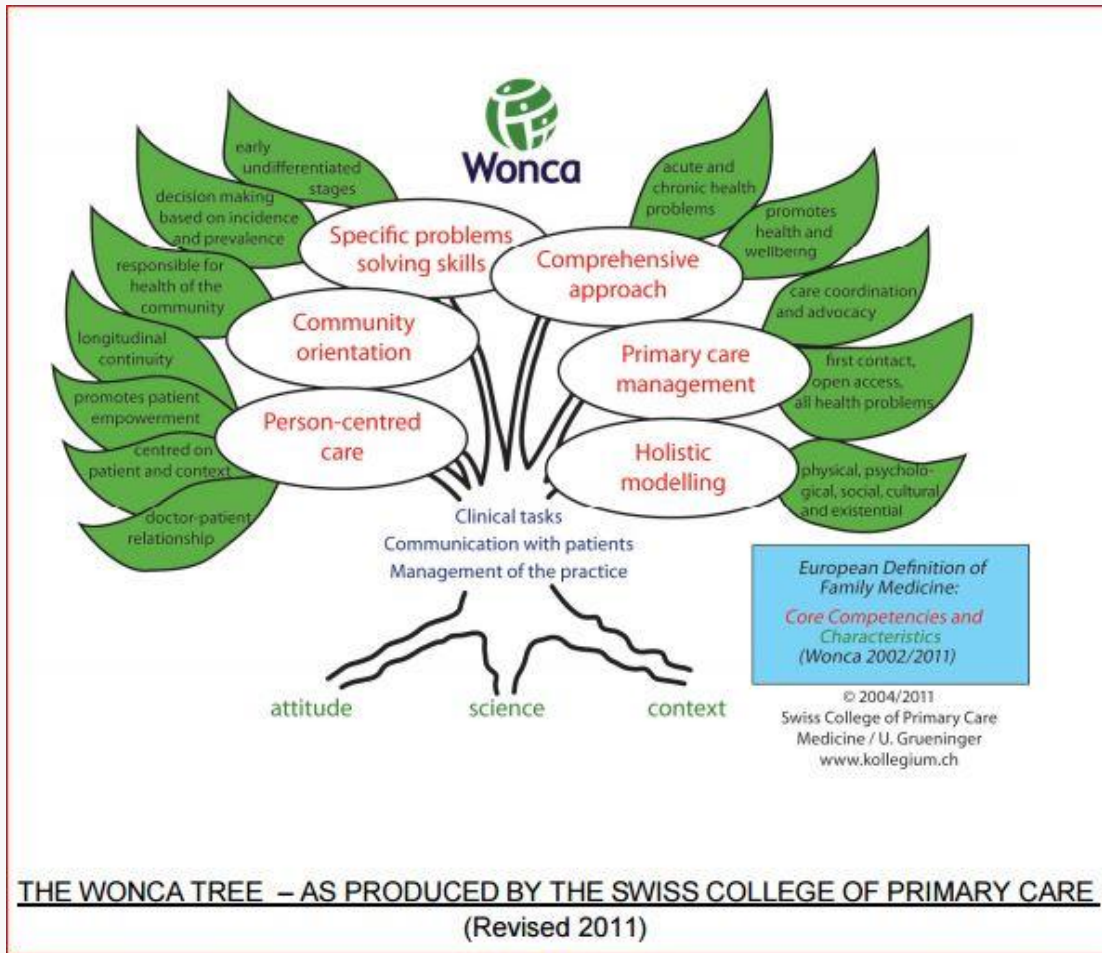 Wonca
early
undifferentiated
stages
decision making
based on incidence
and prevalence
responsible for
health of the
community
longitudinal
continuity
promotes patient
empowerment
centred on
patient and context
doctor-patient
relationship
Specific problems
solving skills
Community
orientation
Person-centred
care
Comprehensive
approach
Primary care
management
Holistic
modelling
acute and
chronic health
problems
promotes
health and
wellbeing
care coordination
and advocacy
first contact,
open access,
all health problems
physical, psycholo-
gical, social, cultural
and existential
Clinical tasks
Communication with patients
Management of the practice
attitude
science
context
European Definition of
Family Medicine:
Core Competencies and
Characteristics
(Wonca 2002/2011)
© 2004/2011
Swiss College of Primary Care
Medicine / U. Grueninger
www.kollegium.ch
THE WONCA TREE – AS PRODUCED BY THE SWISS COLLEGE OF PRIMARY CARE
(Revised 2011)